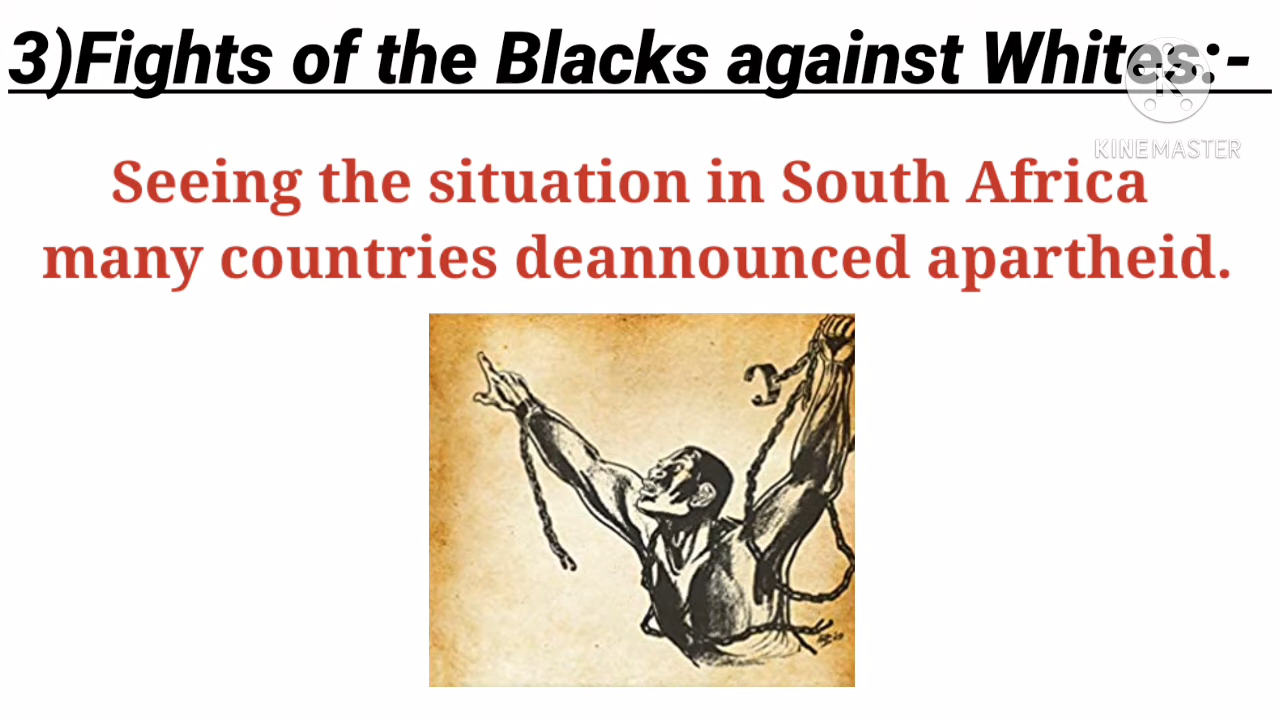 3)Fights of the Blacks against Whites:-
KINEMASTER
Seeing the situation in South Africa
many countries deannounced apartheid.